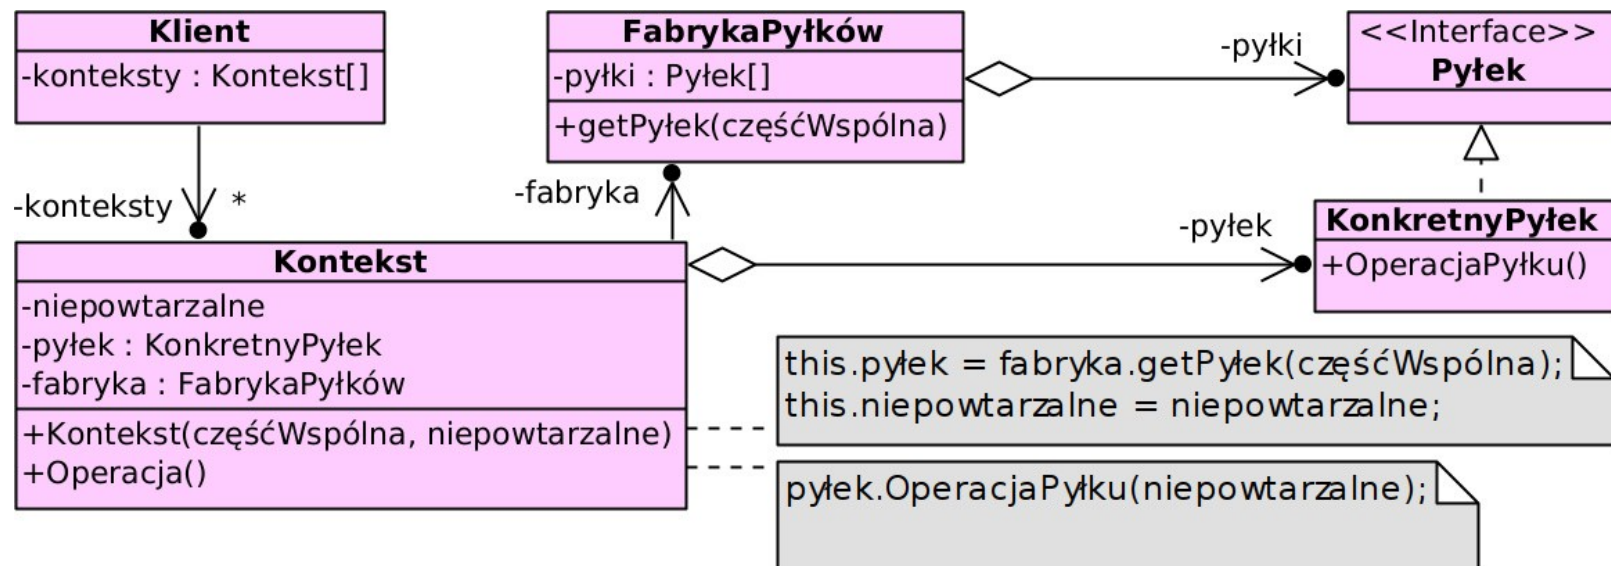 Klient
-konteksty : Kontekst[]
FabrykaPyłków
-pyłki : Pyłek[]
+getPyłek(częśćWspólna)
-pyłki
<<Interface>>
Pyłek
-konteksty
*
-fabryka
-pyłek
KonkretnyPyłek
+OperacjaPyłku()
Kontekst
-niepowtarzalne
-pyłek : KonkretnyPyłek
-fabryka : FabrykaPyłków
+Kontekst(częśćWspólna, niepowtarzalne)
+Operacja()
this.pyłek = fabryka.getPyłek(częśćWspólna);
this.niepowtarzalne = niepowtarzalne;
pyłek.OperacjaPyłku(niepowtarzalne);